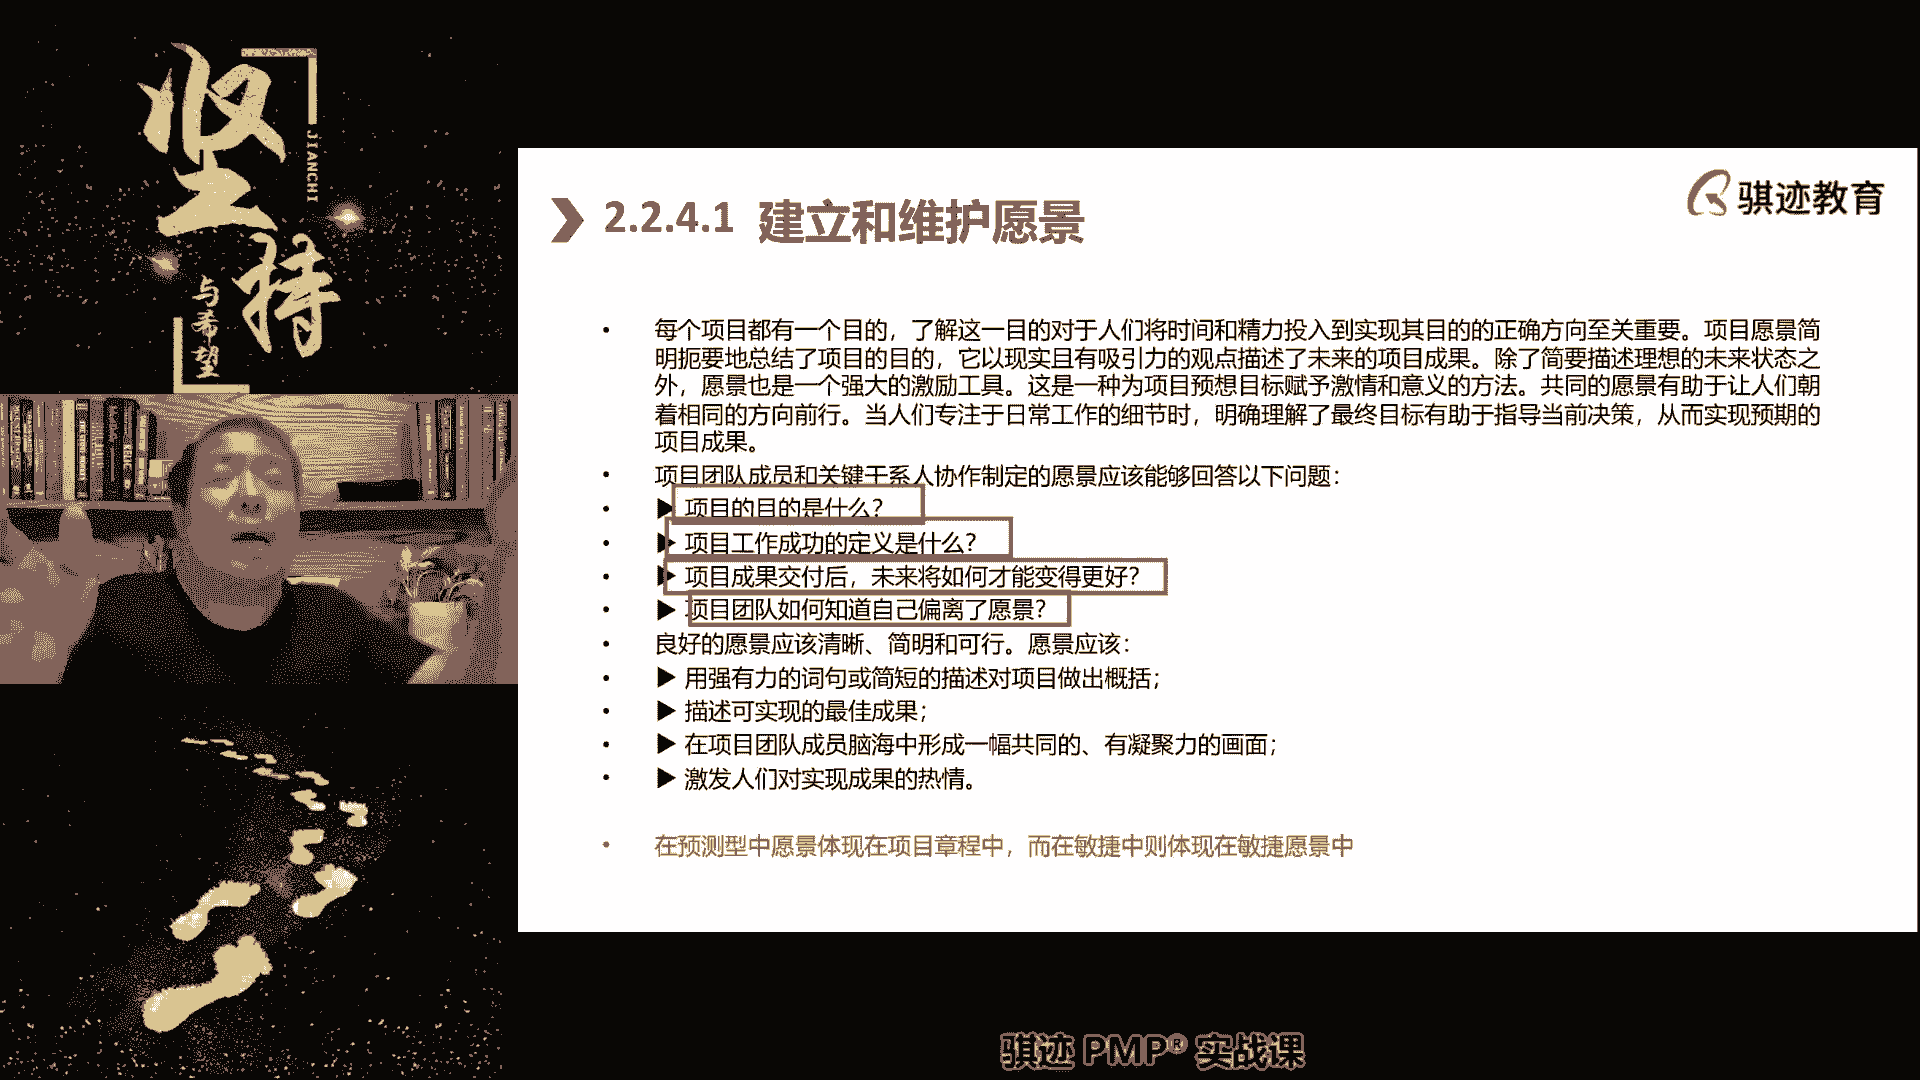 坚
持
JIANCHI
与
希
望
骐迹教育
2.2.4.1 建立和维护愿景
• 每个项目都有一个目的，了解这一目的对于人们将时间和精力投入到实现其目的的正确方向至关重要。项目愿景简
明扼要地总结了项目的目的，它以现实且有吸引力的观点描述了未来的项目成果。除了简要描述理想的未来状态之
外，愿景也是一个强大的激励工具。这是一种为项目预想目标赋予激情和意义的方法。共同的愿景有助于让人们朝
着相同的方向前行。当人们专注于日常工作的细节时，明确理解了最终目标有助于指导当前决策，从而实现预期的
项目成果。
• 项目团队成员和关键干系人协作制定的愿景应该能够回答以下问题：
• ▶ 项目的目的是什么？
• ▶ 项目工作成功的定义是什么？
• ▶ 项目成果交付后，未来将如何才能变得更好？
• ▶ 项目团队如何知道自己偏离了愿景？
• 良好的愿景应该清晰、简明和可行。愿景应该：
• ▶ 用强有力的词句或简短的描述对项目做出概括；
• ▶ 描述可实现的最佳成果；
• ▶ 在项目团队成员脑海中形成一幅共同的、有凝聚力的画面；
• ▶ 激发人们对实现成果的热情。
• 在预测型中愿景体现在项目章程中，而在敏捷中则体现在敏捷愿景中
骐迹 PMP® 实战课